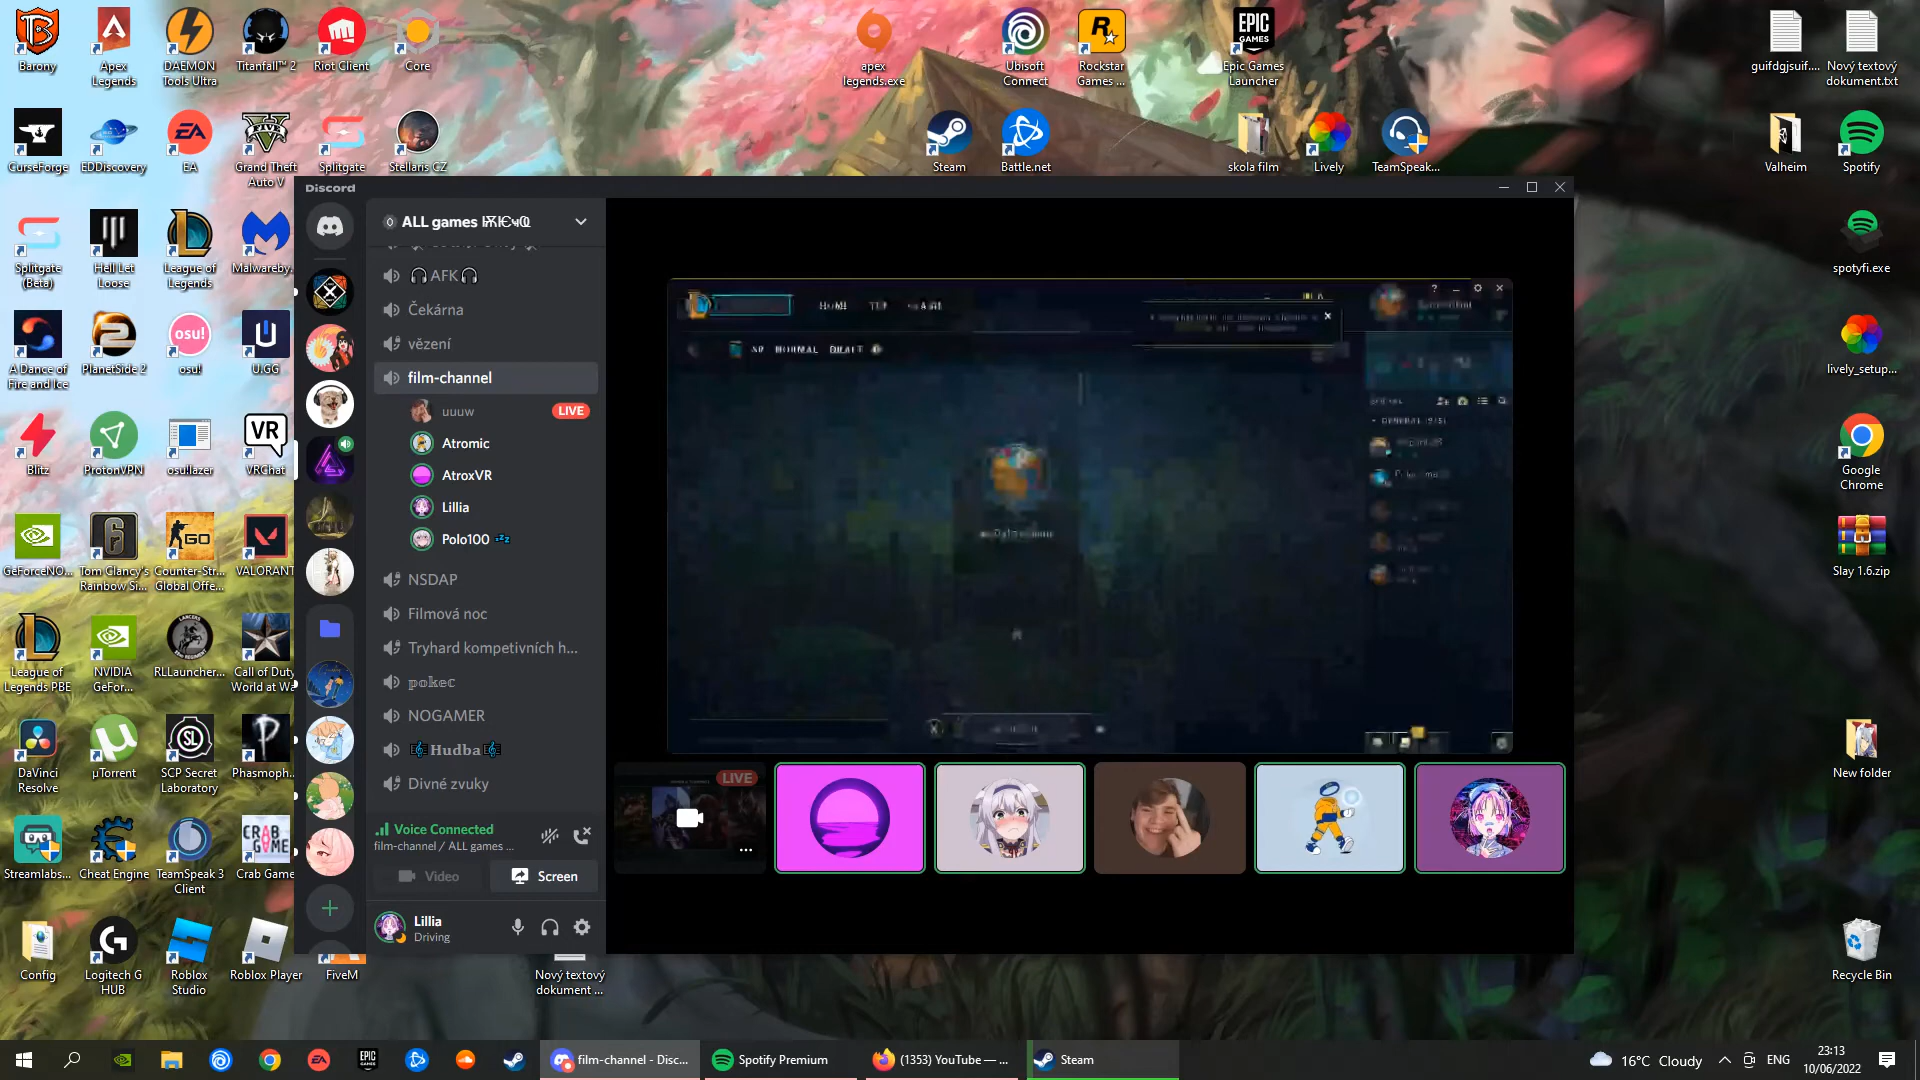 Barony
Apex
Legends
DAEMON
Tools Ultra
Titanfall™ 2
Riot Client
Core
apex
legends.exe
Ubisoft
Connect
Rockstar
Games ...
Epic Games
Launcher
guifdgjsuif....
Nový textový
dokument.txt
CurseForge
EDDiscovery
EA
Grand Theft
Auto V
Splitgate
Stellaris CZ
Steam
Battle.net
skola film
Lively
TeamSpeak...
Valheim
Spotify
Splitgate
(Beta)
Hell Let
Loose
League of
Legends
Malwareby...
spotyfi.exe
A Dance of
Fire and Ice
PlanetSide 2
osu!
U.GG
lively_setup...
Blitz
ProtonVPN
osu!lazer
VRChat
Google
Chrome
GeForceNO...
Tom Clancy's
Rainbow Si...
Counter-Str...
Global Offe...
VALORANT
Slay 1.6.zip
League of
Legends PBE
NVIDIA
GeFor...
RLLauncher...
Call of Duty
World at Wa
DaVinci
Resolve
µTorrent
SCP Secret
Laboratory
Phasmoph...
New folder
Streamlabs...
Cheat Engine
TeamSpeak 3
Client
Crab Game
Config
Logitech G
HUB
Roblox
Studio
Roblox Player
FiveM
Nový textový
dokument ...
Recycle Bin
Discord
ALL games
🎧AFK🎧
Čekárna
vězení
film-channel
uuuw LIVE
Atromic
AtroxVR
Lillia
Polo100 💤
NSDAP
Filmová noc
Tryhard kompetivních h...
𝕡𝕠𝕜𝕖𝕔
NOGAMER
🎼Hudba🎼
Divné zvuky
Voice Connected
film-channel / ALL games ...
Video
Screen
Lillia
Driving
LIVE
film-channel - Disc...
Spotify Premium
(1353) YouTube — ...
Steam
16°C Cloudy
ENG
23:13
10/06/2022